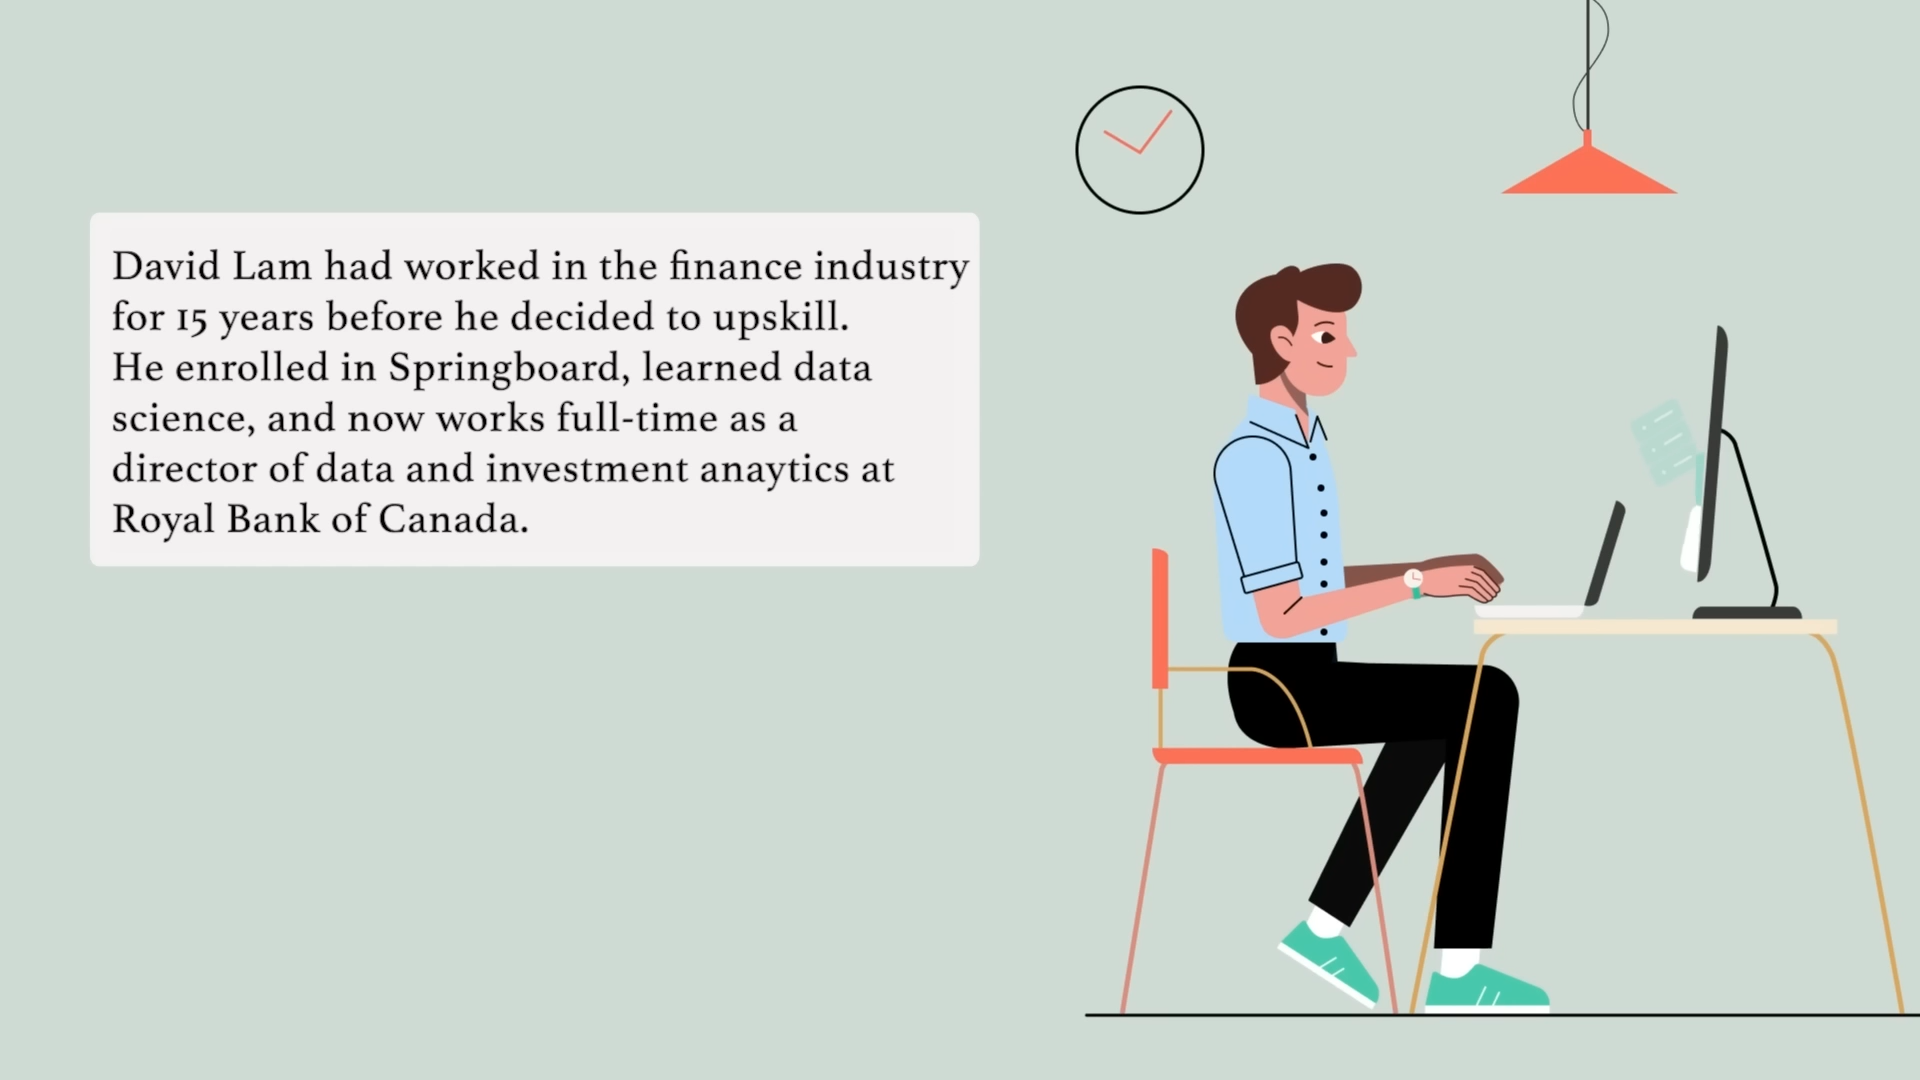 David Lam had worked in the finance industry
for 15 years before he decided to upskill.
He enrolled in Springboard, learned data
science, and now works full-time as a
director of data and investment anaytics at
Royal Bank of Canada.